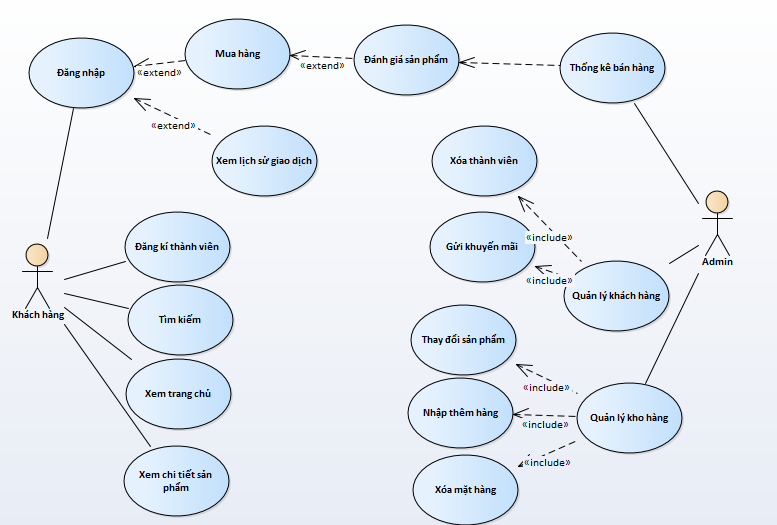 Mua hàng
Đăng nhập
«extend»
«extend»
Đánh giá sản phẩm
Thống kê bán hàng
«extend»
Xem lịch sử giao dịch
Xóa thành viên
Đăng kí thành viên
Gửi khuyến mãi
«include»
«include»
Admin
Quản lý khách hàng
Khách hàng
Tìm kiếm
Thay đổi sản phẩm
Xem trang chủ
«include»
Nhập thêm hàng
«include»
Quản lý kho hàng
«include»
Xem chi tiết sản
phẩm
Xóa mặt hàng